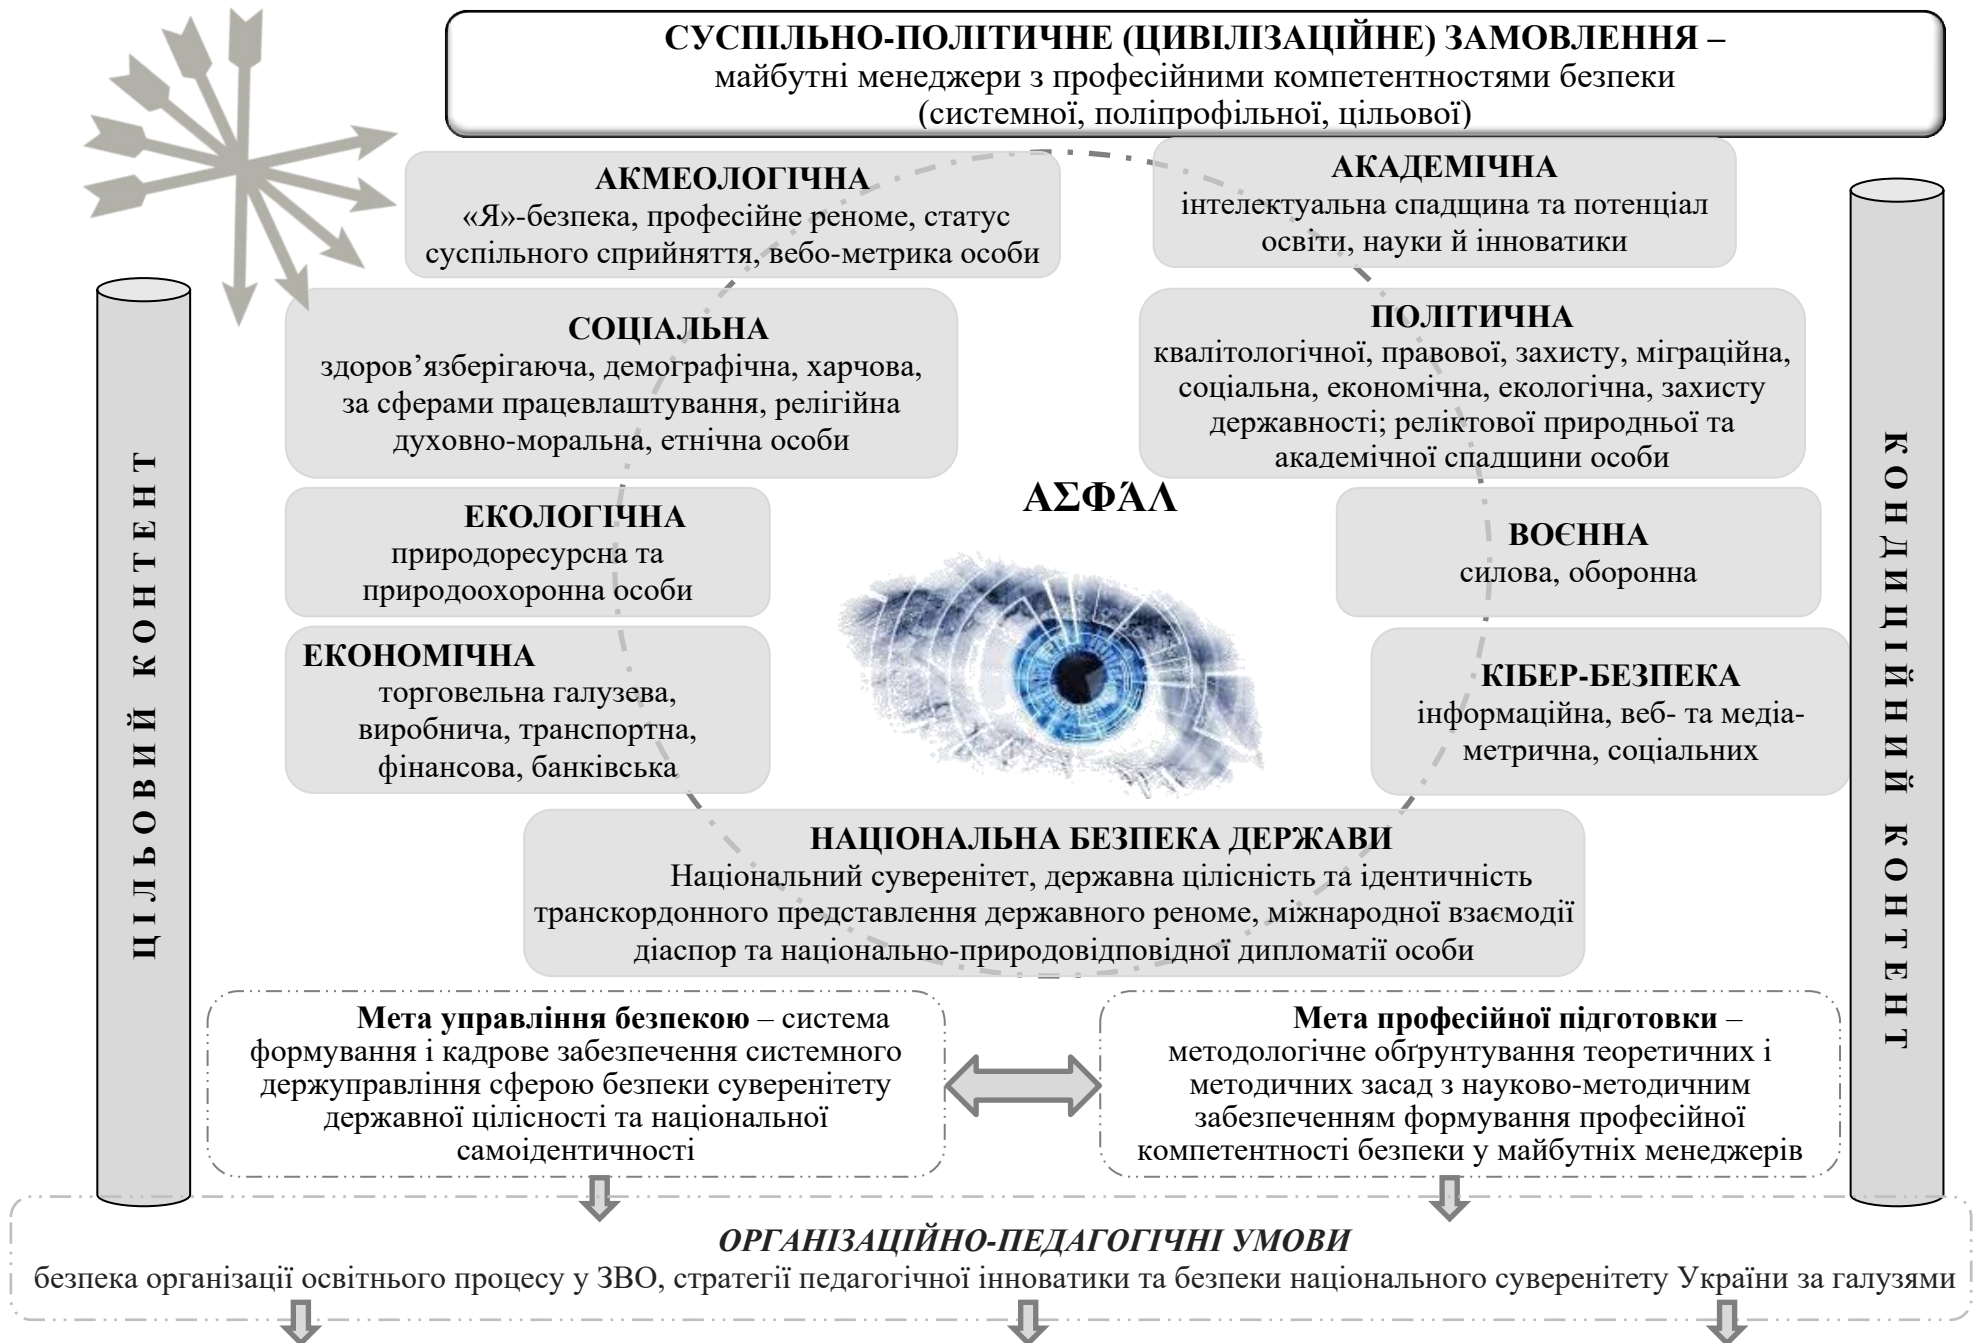 СУСПІЛЬНО-ПОЛІТИЧНЕ (ЦИВІЛІЗАЦІЙНЕ) ЗАМОВЛЕННЯ –
майбутні менеджери з професійними компетентностями безпеки
(системної, поліпрофільної, цільової)
АКМЕОЛОГІЧНА
«Я»-безпека, професійне реноме, статус
суспільного сприйняття, вебо-метрика особи
АКАДЕМІЧНА
інтелектуальна спадщина та потенціал
освіти, науки й інноватики
СОЦІАЛЬНА
здоров’язберігаюча, демографічна, харчова,
за сферами працевлаштування, релігійна
духовно-моральна, етнічна особи
ПОЛІТИЧНА
квалітологічної, правової, захисту, міграційна,
соціальна, економічна, екологічна, захисту
державності; реліктової природньої та
академічної спадщини особи
ΑΣΦΆΛ
ЕКОЛОГІЧНА
природоресурсна та
природоохоронна особи
ВОЄННА
силова, оборонна
ЕКОНОМІЧНА
торговельна галузева,
виробнича, транспортна,
фінансова, банківська
КІБЕР-БЕЗПЕКА
інформаційна, веб- та медіа-
метрична, соціальних
ЦІЛЬОВИЙ КОНТЕНТ
КОНДИЦІЙНИЙ КОНТЕНТ
НАЦІОНАЛЬНА БЕЗПЕКА ДЕРЖАВИ
Національний суверенітет, державна цілісність та ідентичність
транскордонного представлення державного реноме, міжнародної взаємодії
діаспор та національно-природовідповідної дипломатії особи
Мета управління безпекою – система
формування і кадрове забезпечення системного
держуправління сферою безпеки суверенітету
державної цілісності та національної
самоідентичності
Мета професійної підготовки –
методологічне обґрунтування теоретичних і
методичних засад з науково-методичним
забезпеченням формування професійної
компетентності безпеки у майбутніх менеджерів
ОРГАНІЗАЦІЙНО-ПЕДАГОГІЧНІ УМОВИ
безпека організації освітнього процесу у ЗВО, стратегії педагогічної інноватики та безпеки національного суверенітету України за галузями